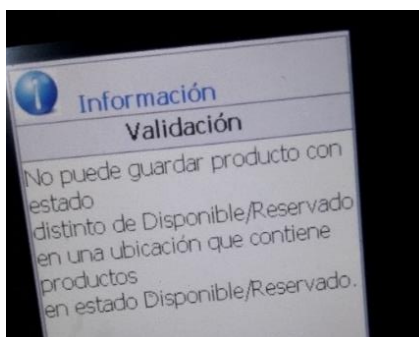 Información
Validación
No puede guardar producto con
estado
distinto de Disponible/Reservado
en una ubicación que contiene
productos
en estado Disponible/Reservado.